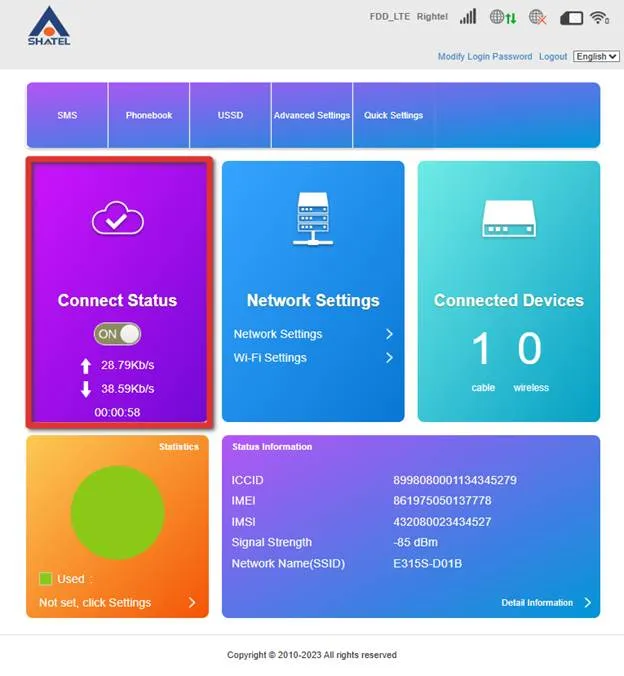 FDD_LTE Rightel
SHATEL
Modify Login Password Logout English
SMS Phonebook USSD Advanced Settings Quick Settings
Connect Status
ON
28.79Kb/s
38.59Kb/s
00:00:58
Network Settings
Network Settings
Wi-Fi Settings
Connected Devices
1 0
cable wireless
Statistics
Used :
Not set, click Settings
Status Information
ICCID 8998080001134345279
IMEI 861975050137778
IMSI 432080023434527
Signal Strength -85 dBm
Network Name(SSID) E315S-D01B
Detail Information
Copyright © 2010-2023 All rights reserved